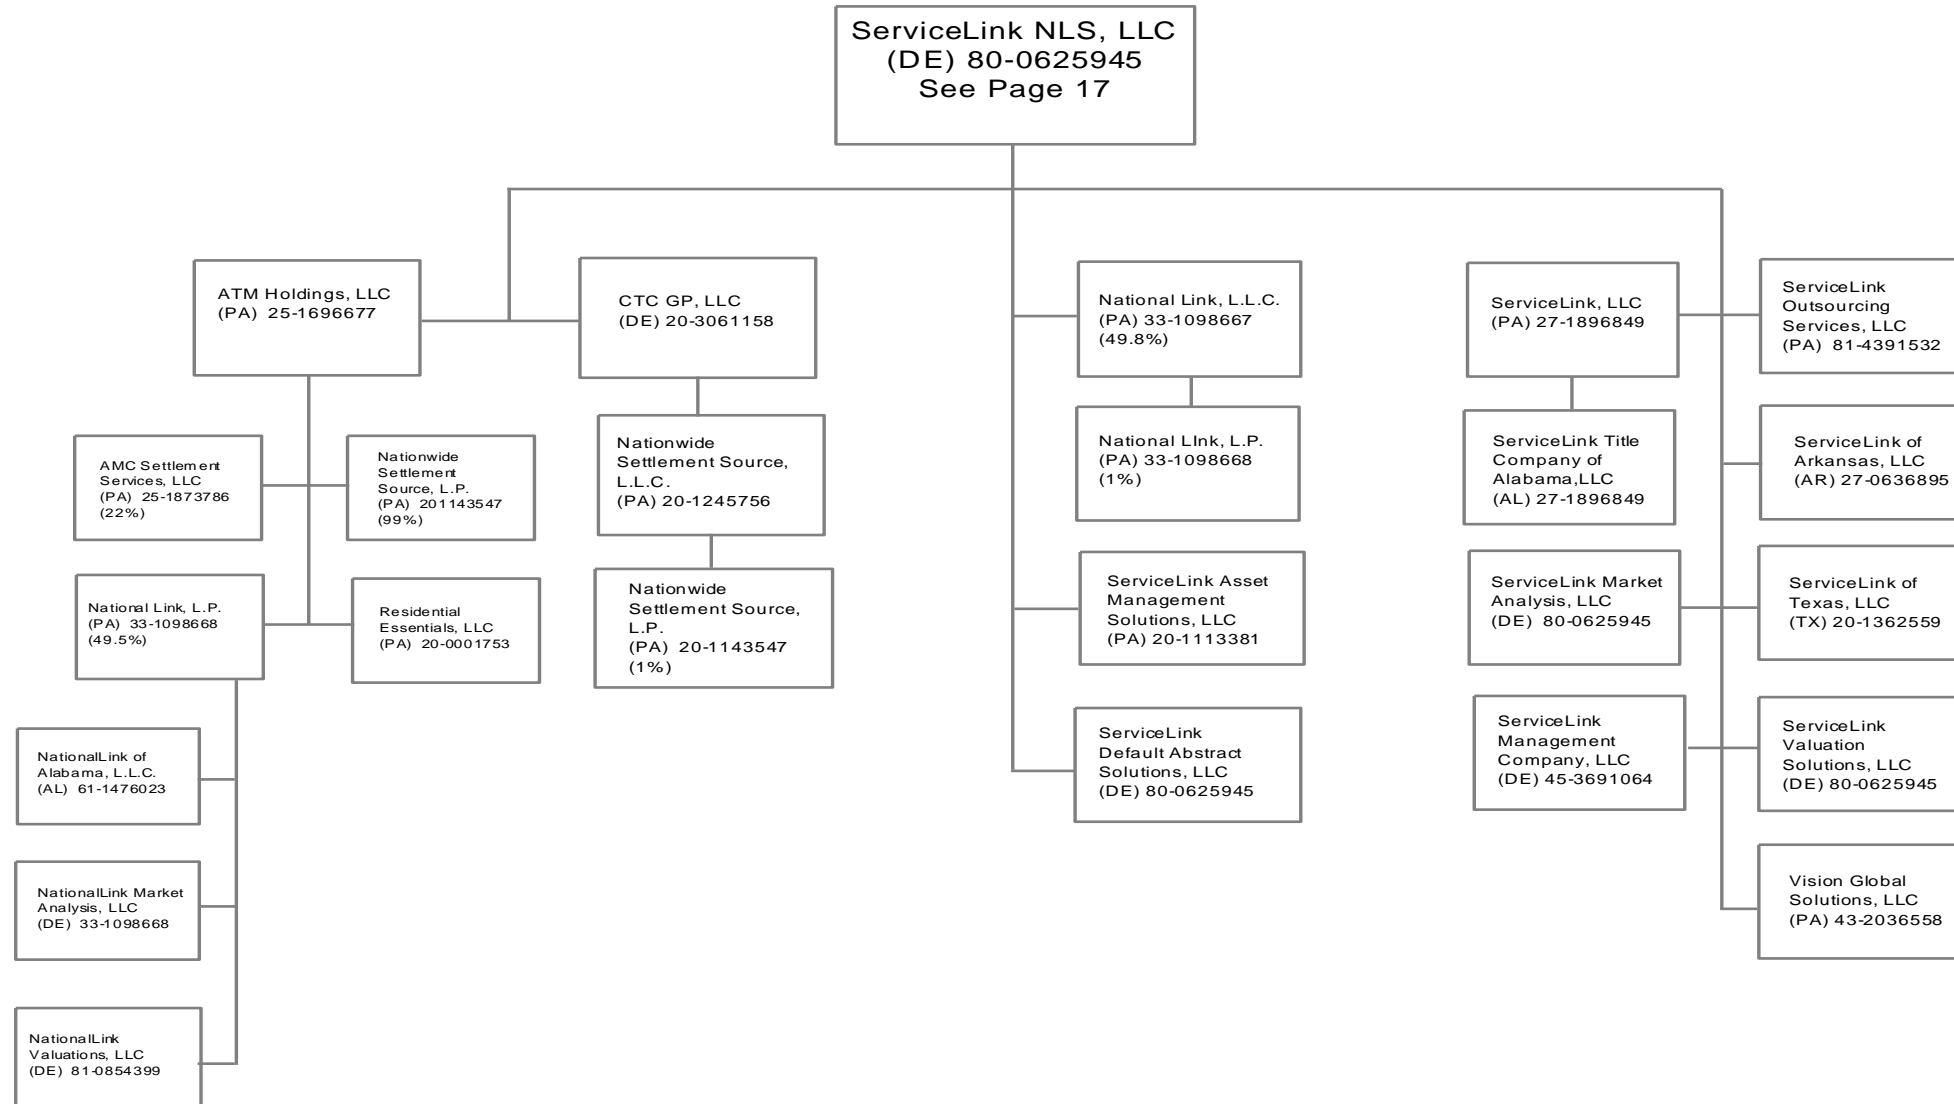 ServiceLink NLS, LLC
(DE) 80-0625945
See Page 17
ATM Holdings, LLC
(PA) 25-1696677
CTC GP, LLC
(DE) 20-3061158
National Link, L.L.C.
(PA) 33-1098667
(49.8%)
ServiceLink, LLC
(PA) 27-1896849
ServiceLink
Outsourcing
Services, LLC
(PA) 81-4391532
AMC Settlement
Services, LLC
(PA) 25-1873786
(22%)
Nationwide
Settlement
Source, L.P.
(PA) 201143547
(99%)
Nationwide
Settlement Source,
L.L.C.
(PA) 20-1245756
National LInk, L.P.
(PA) 33-1098668
(1%)
ServiceLink Title
Company of
Alabama,LLC
(AL) 27-1896849
ServiceLink of
Arkansas, LLC
(AR) 27-0636895
National Link, L.P.
(PA) 33-1098668
(49.5%)
Residential
Essentials, LLC
(PA) 20-0001753
Nationwide
Settlement Source,
L.P.
(PA) 20-1143547
(1%)
ServiceLink Asset
Management
Solutions, LLC
(PA) 20-1113381
ServiceLink Market
Analysis, LLC
(DE) 80-0625945
ServiceLink of
Texas, LLC
(TX) 20-1362559
NationalLink of
Alabama, L.L.C.
(AL) 61-1476023
ServiceLink
Default Abstract
Solutions, LLC
(DE) 80-0625945
ServiceLink
Management
Company, LLC
(DE) 45-3691064
ServiceLink
Valuation
Solutions, LLC
(DE) 80-0625945
NationalLink Market
Analysis, LLC
(DE) 33-1098668
Vision Global
Solutions, LLC
(PA) 43-2036558
NationalLink
Valuations, LLC
(DE) 81-0854399